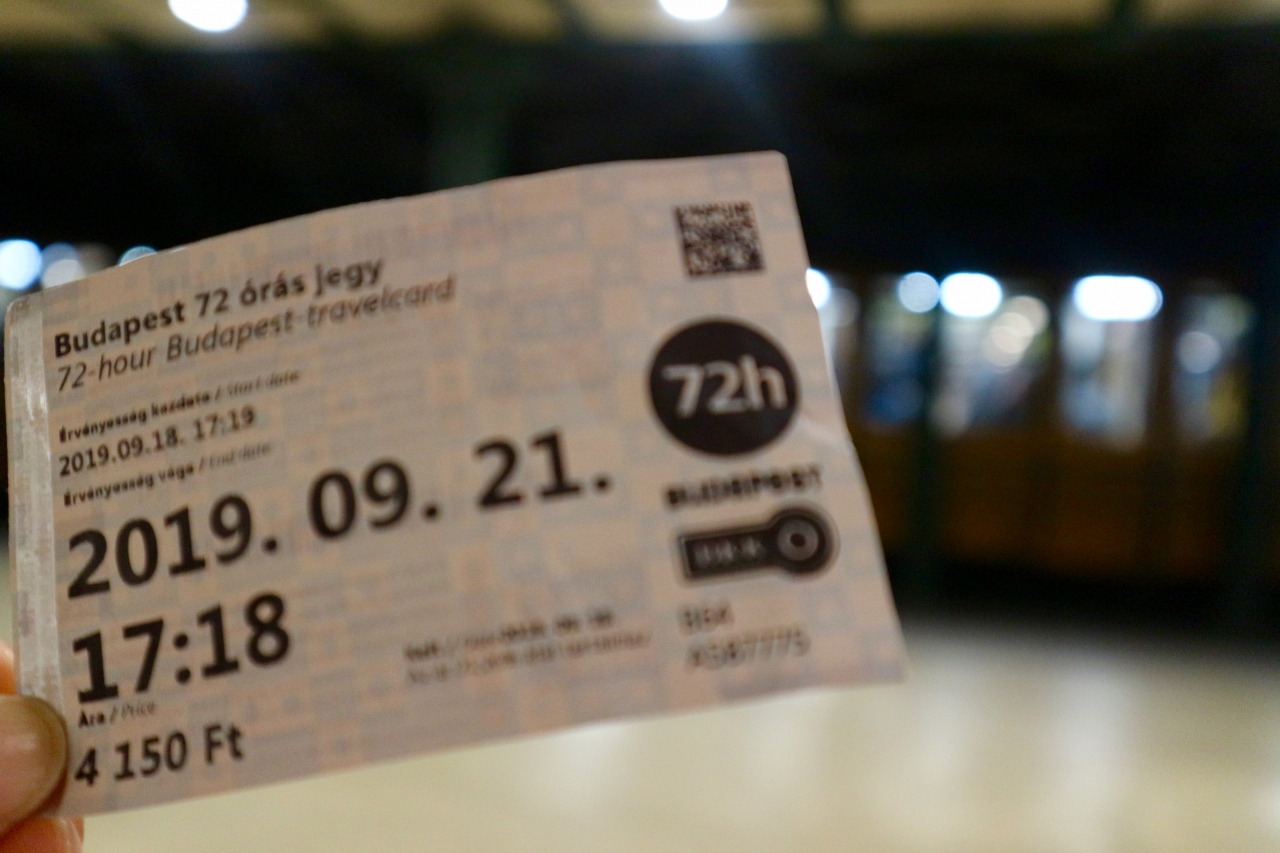 Budapest 72 órás jegy
72-hour Budapest-travelcard
Érvényesség kezdete / Start date
2019.09.18. 17:19
Érvényesség vége / End date
2019. 09. 21.
17:18
Ára / Price
4 150 Ft
72h
BUDAPEST